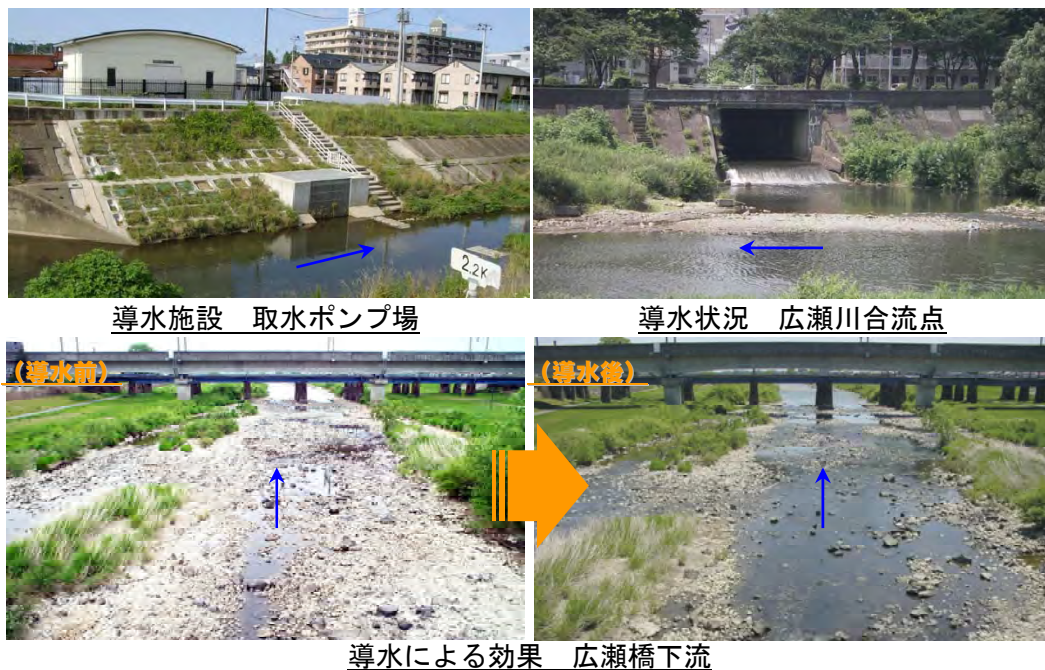 2.2K
導水施設　取水ポンプ場
導水状況　広瀬川合流点
(導水前)
(導水後)
導水による効果　広瀬橋下流